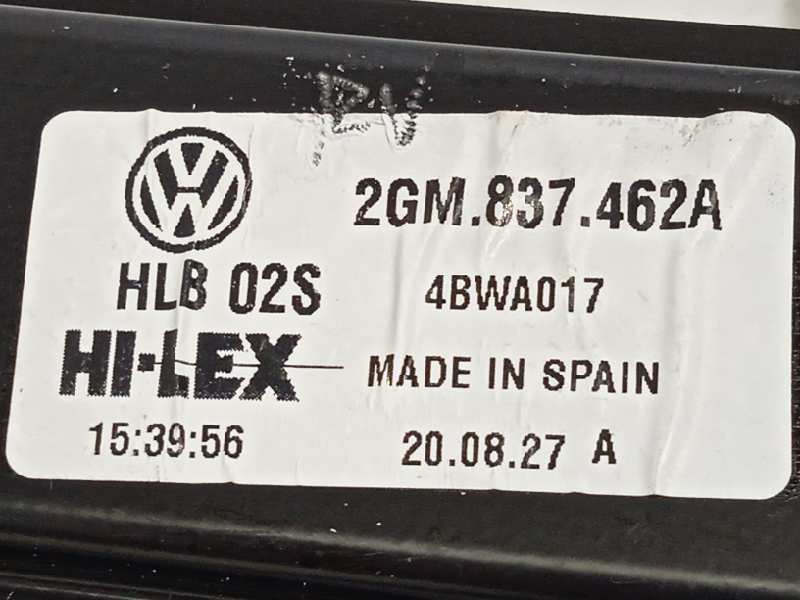 2GM.837.462A
HLB 02S
4BWA017
HI-LEX
MADE IN SPAIN
15:39:56
20.08.27 A